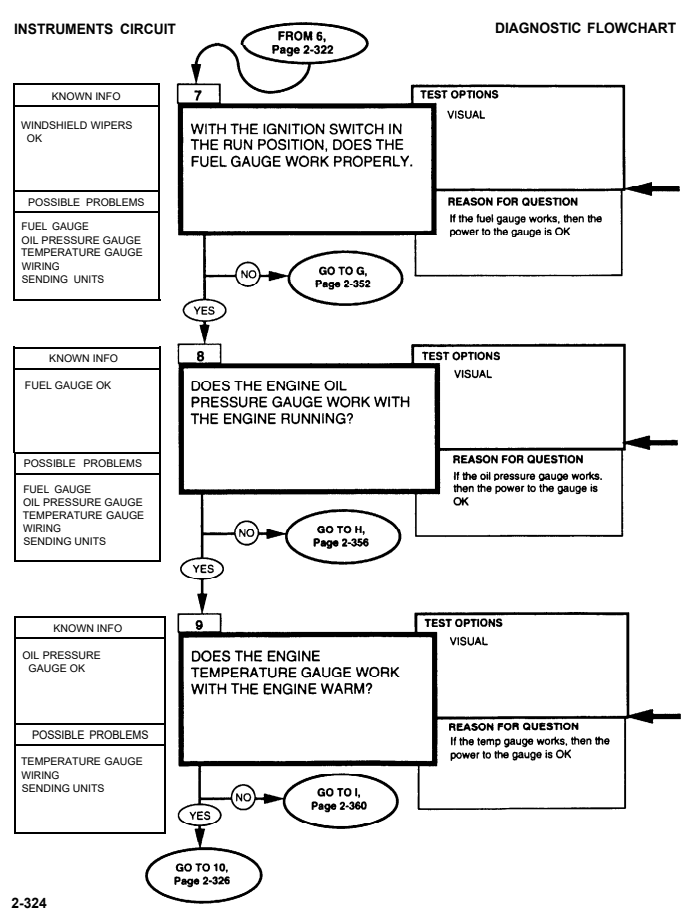 INSTRUMENTS CIRCUIT
DIAGNOSTIC FLOWCHART
FROM 6,
Page 2-322
KNOWN INFO
WINDSHIELD WIPERS
OK
POSSIBLE PROBLEMS
FUEL GAUGE
OIL PRESSURE GAUGE
TEMPERATURE GAUGE
WIRING
SENDING UNITS
7
WITH THE IGNITION SWITCH IN
THE RUN POSITION, DOES THE
FUEL GAUGE WORK PROPERLY.
TEST OPTIONS
VISUAL
REASON FOR QUESTION
If the fuel gauge works, then the
power to the gauge is OK
NO
GO TO G,
Page 2-352
YES
KNOWN INFO
FUEL GAUGE OK
POSSIBLE PROBLEMS
FUEL GAUGE
OIL PRESSURE GAUGE
TEMPERATURE GAUGE
WIRING
SENDING UNITS
8
DOES THE ENGINE OIL
PRESSURE GAUGE WORK WITH
THE ENGINE RUNNING?
TEST OPTIONS
VISUAL
REASON FOR QUESTION
If the oil pressure gauge works.
then the power to the gauge is
OK
NO
GO TO H,
Page 2-356
YES
KNOWN INFO
OIL PRESSURE
GAUGE OK
POSSIBLE PROBLEMS
TEMPERATURE GAUGE
WIRING
SENDING UNITS
9
DOES THE ENGINE
TEMPERATURE GAUGE WORK
WITH THE ENGINE WARM?
TEST OPTIONS
VISUAL
REASON FOR QUESTION
If the temp gauge works, then the
power to the gauge is OK
NO
GO TO I,
Page 2-360
YES
GO TO 10,
Page 2-326
2-324